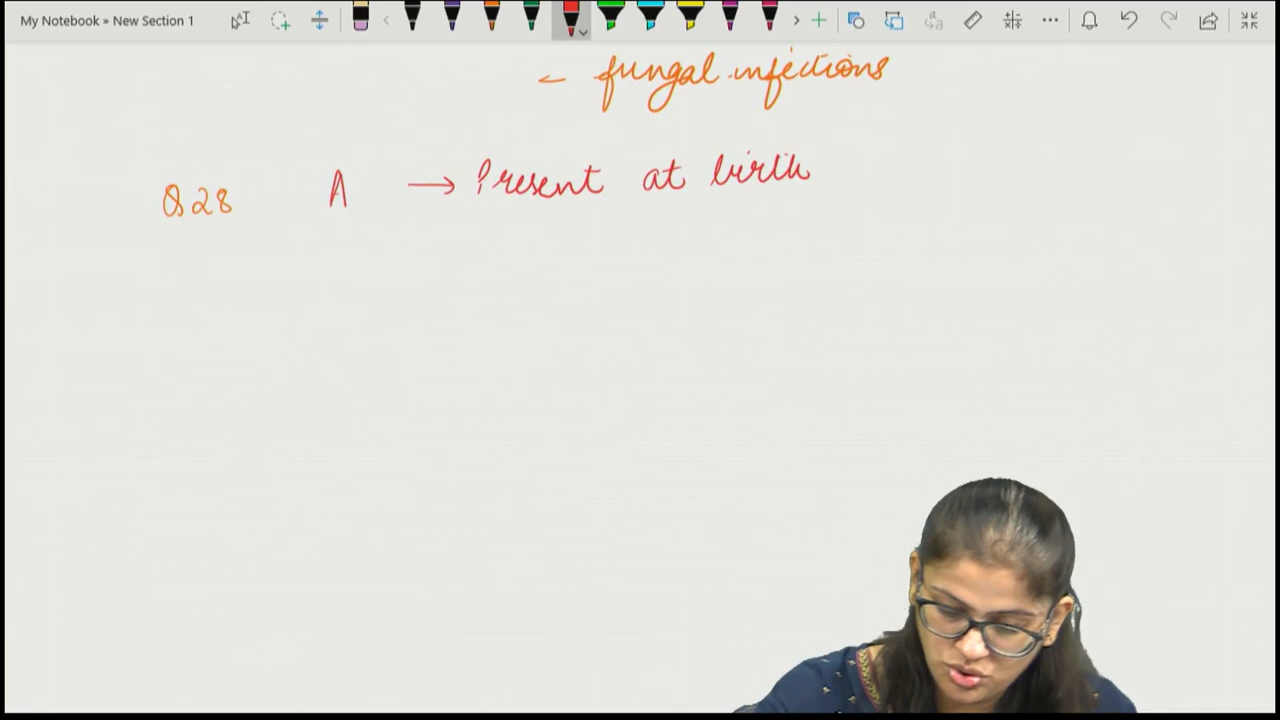 My Notebook » New Section 1
- fungal infections
Q28 A → Present at birth